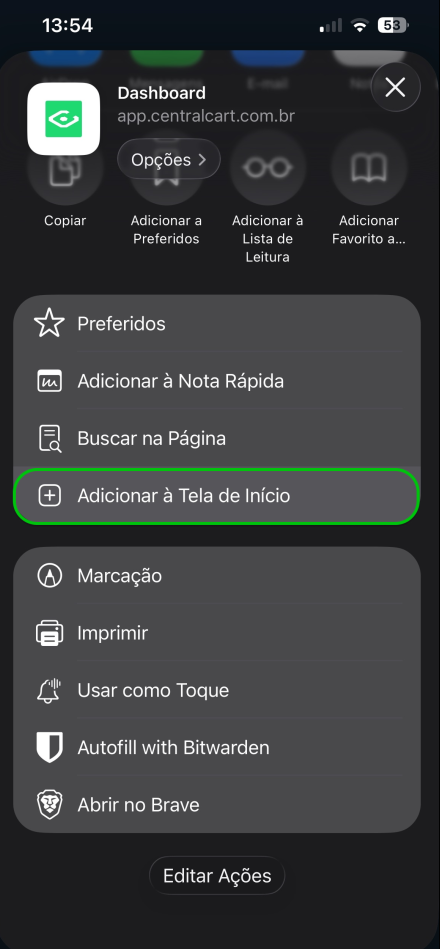 13:54
53
Dashboard
app.centralcart.com.br
Opções
E-mail
Copiar
Adicionar a
Preferidos
Adicionar à
Lista de
Leitura
Adicionar
Favorito a...
Preferidos
Adicionar à Nota Rápida
Buscar na Página
Adicionar à Tela de Início
Marcação
Imprimir
Usar como Toque
Autofill with Bitwarden
Abrir no Brave
Editar Ações